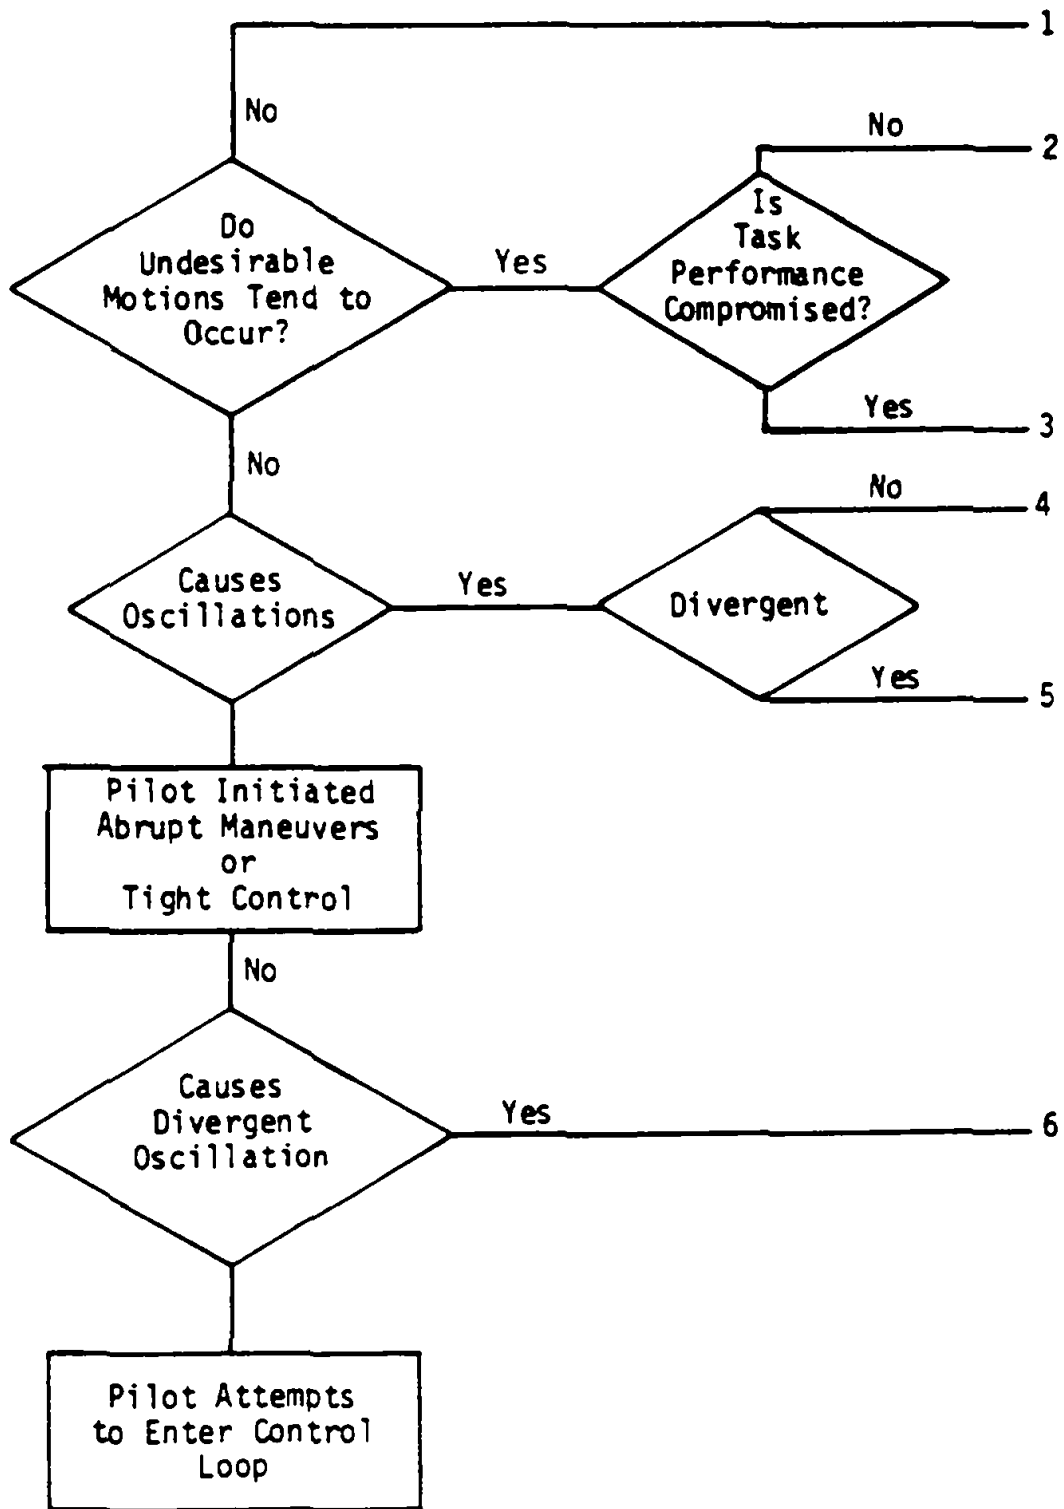 1
No
No
2
Do
Undesirable
Motions Tend to
Occur?
Yes
Is
Task
Performance
Compromised?
Yes
3
No
No
4
Causes
Oscillations
Yes
Divergent
Yes
5
Pilot Initiated
Abrupt Maneuvers
or
Tight Control
No
Causes
Divergent
Oscillation
Yes
6
Pilot Attempts
to Enter Control
Loop